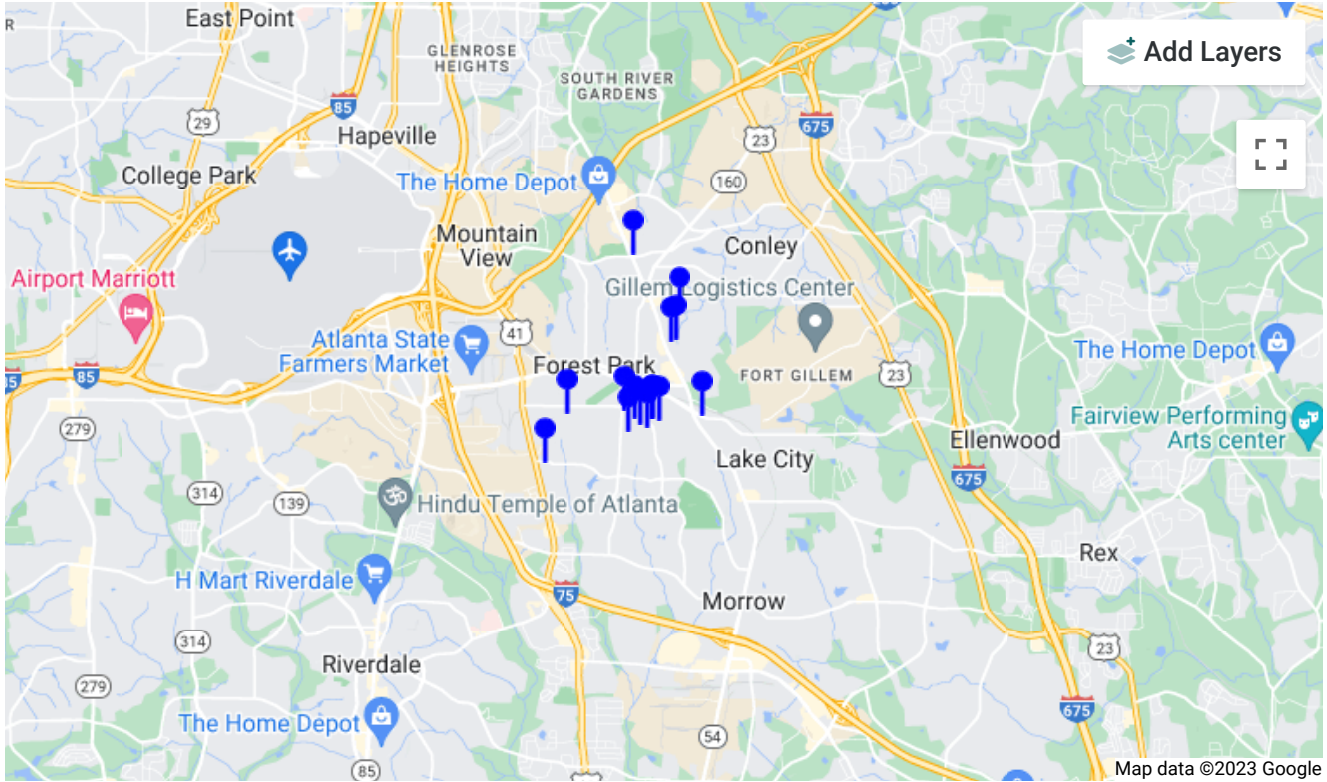 East Point
Add Layers
GLENROSE
HEIGHTS
SOUTH RIVER
GARDENS
85
29
Hapeville
675
23
College Park
The Home Depot
160
Mountain
View
Conley
Airport Marriott
Gillem Logistics Center
41
Atlanta State
Farmers Market
Forest Park
The Home Depot
85
85
FORT GILLEM
23
279
Fairview Performing
Arts center
Ellenwood
Lake City
675
314
139
Hindu Temple of Atlanta
Rex
H Mart Riverdale
75
Morrow
314
23
Riverdale
279
675
The Home Depot
54
85
Map data ©2023 Google